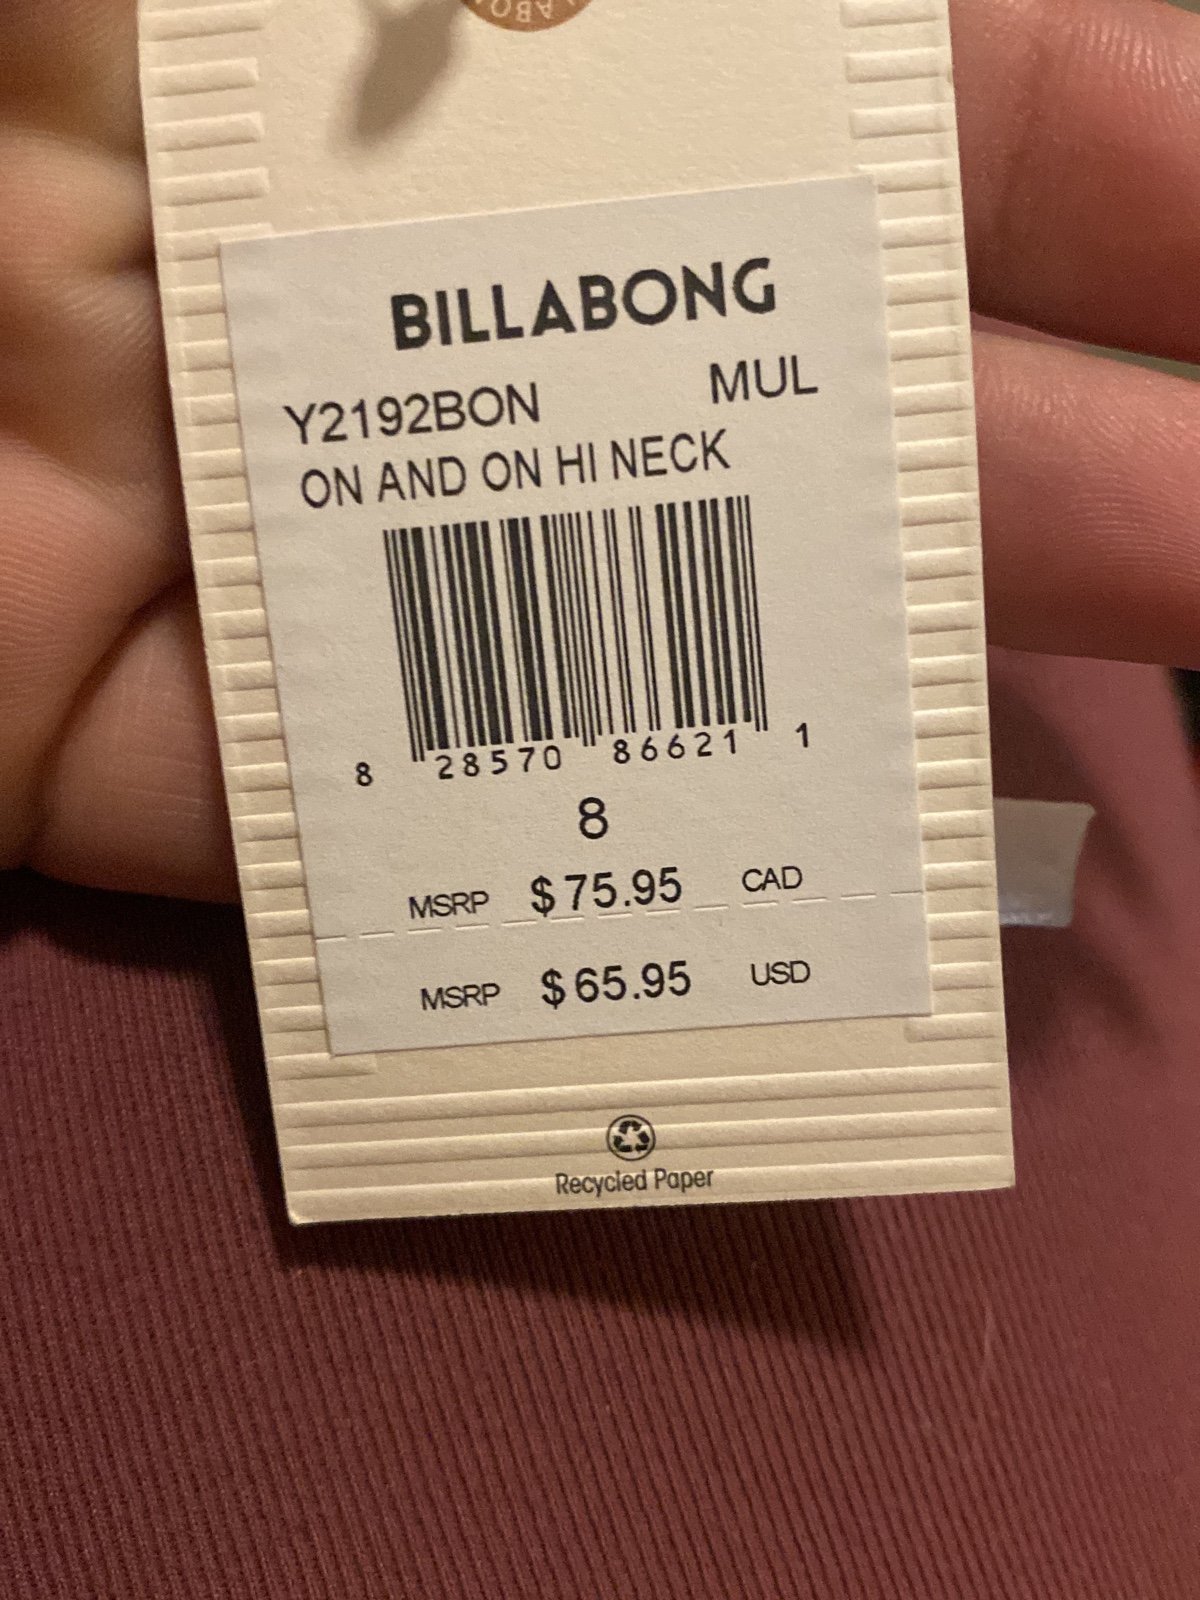 BILLABONG
Y2192BON MUL
ON AND ON HI NECK
8 28570 86621 1
8
MSRP $75.95 CAD
MSRP $65.95 USD
Recycled Paper